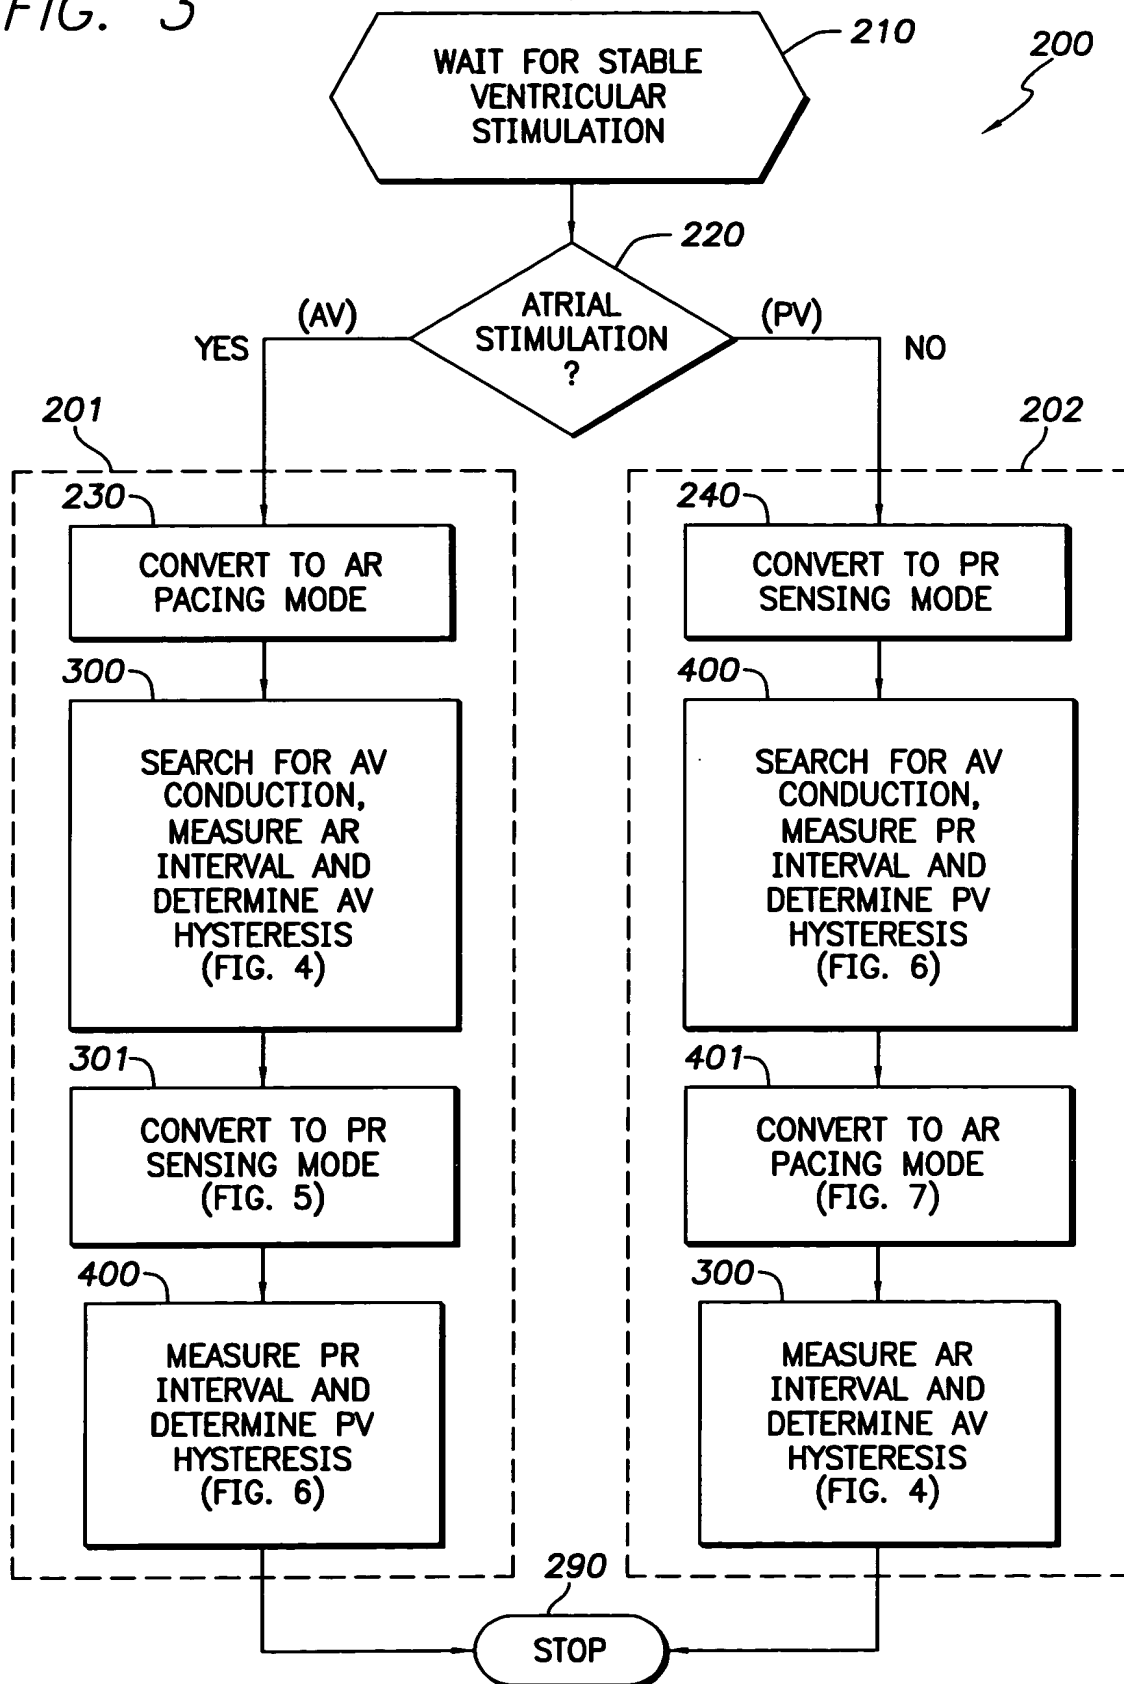 FIG. 3
WAIT FOR STABLE
VENTRICULAR
STIMULATION
210
200
220
ATRIAL
STIMULATION
?
(AV)
YES
(PV)
NO
201
230
CONVERT TO AR
PACING MODE
300
SEARCH FOR AV
CONDUCTION,
MEASURE AR
INTERVAL AND
DETERMINE AV
HYSTERESIS
(FIG. 4)
301
CONVERT TO PR
SENSING MODE
(FIG. 5)
400
MEASURE PR
INTERVAL AND
DETERMINE PV
HYSTERESIS
(FIG. 6)
202
240
CONVERT TO PR
SENSING MODE
400
SEARCH FOR AV
CONDUCTION,
MEASURE PR
INTERVAL AND
DETERMINE PV
HYSTERESIS
(FIG. 6)
401
CONVERT TO AR
PACING MODE
(FIG. 7)
300
MEASURE AR
INTERVAL AND
DETERMINE AV
HYSTERESIS
(FIG. 4)
290
STOP